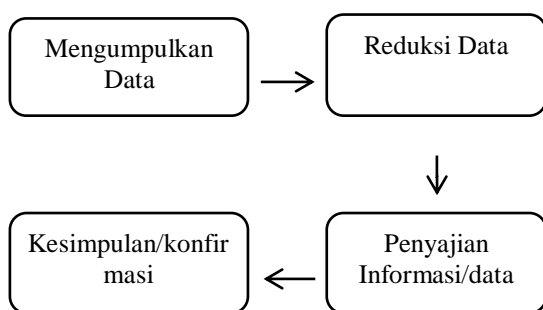 Mengumpulkan
Data
Reduksi Data
Penyajian
Informasi/data
Kesimpulan/konfir
masi